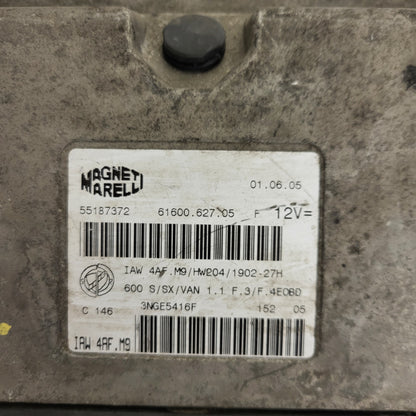 MAGNETI
MARELLI
01.06.05
55187372 61600.627.05 F 12V=
IAW 4AF.M9/HW204/1902-27H
600 S/SX/VAN 1.1 F.3/F.4EOBD
C 146 3NGE5416F 152 05
IAW 4AF.M9